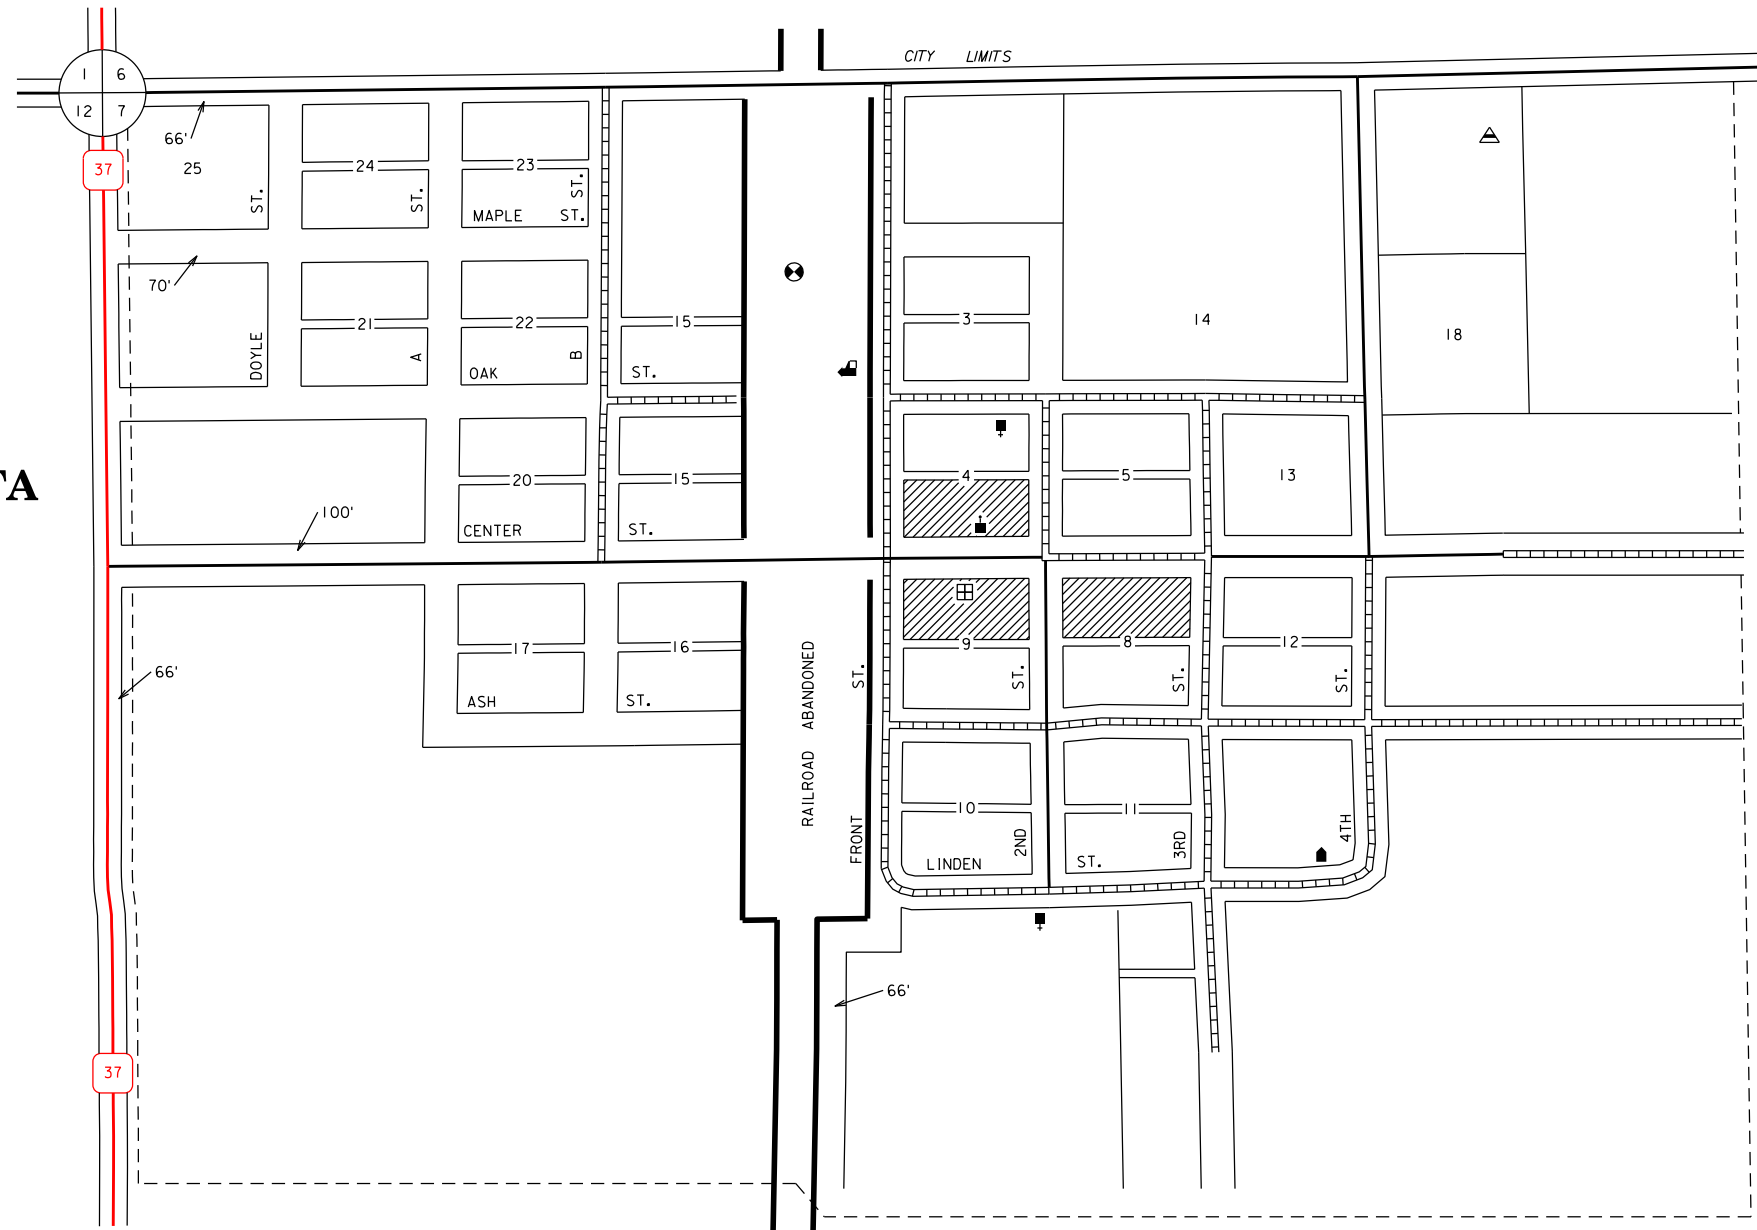 CITY LIMITS
1 6
12 7
66'
37
25
24
23
ST.
ST.
ST.
MAPLE ST.
70'
21
22
15
3
14
18
DOYLE
A
B
OAK ST.
4
5
13
20
15
TA
100'
CENTER ST.
17
16
9
8
12
66'
ASH ST.
RAILROAD ABANDONED
ST.
ST.
ST.
ST.
10
11
FRONT
2ND
3RD
4TH
LINDEN ST.
66'
37